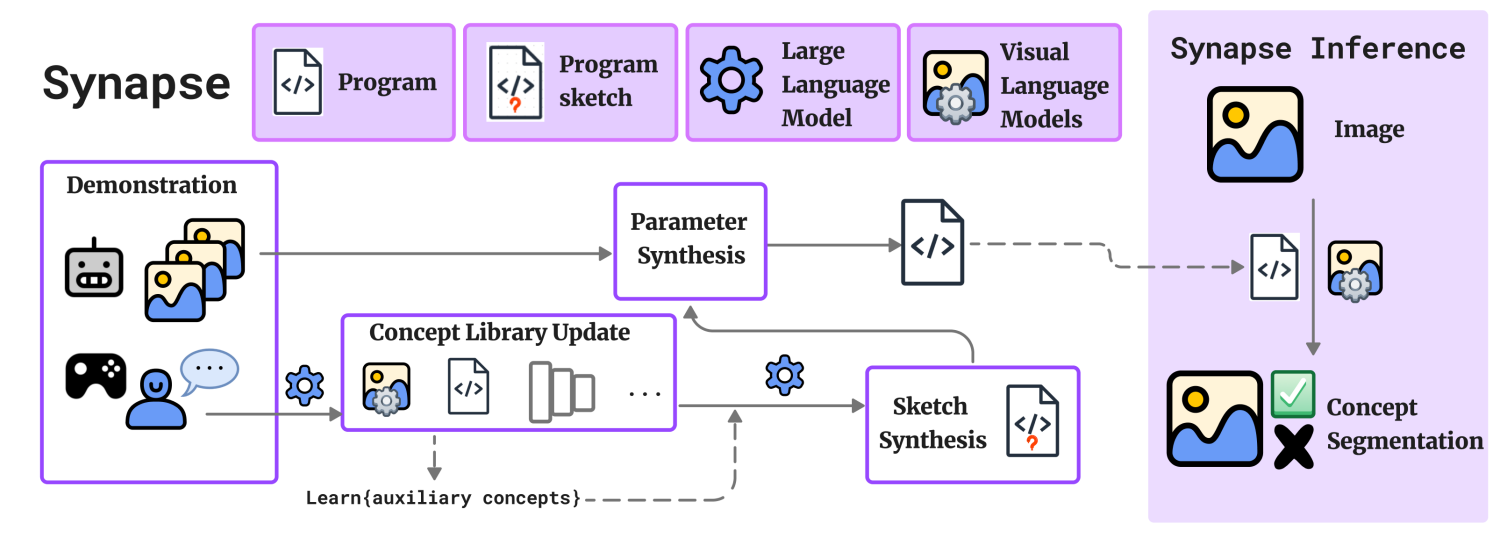 Synapse
</> Program
</>
?
Program
sketch
Large
Language
Model
Visual
Language
Models
Synapse Inference
Image
Demonstration
Parameter
Synthesis
</>
</>
...
Concept Library Update
</>
...
Sketch
Synthesis
</>
?
Concept
Segmentation
Learn{auxiliary concepts}